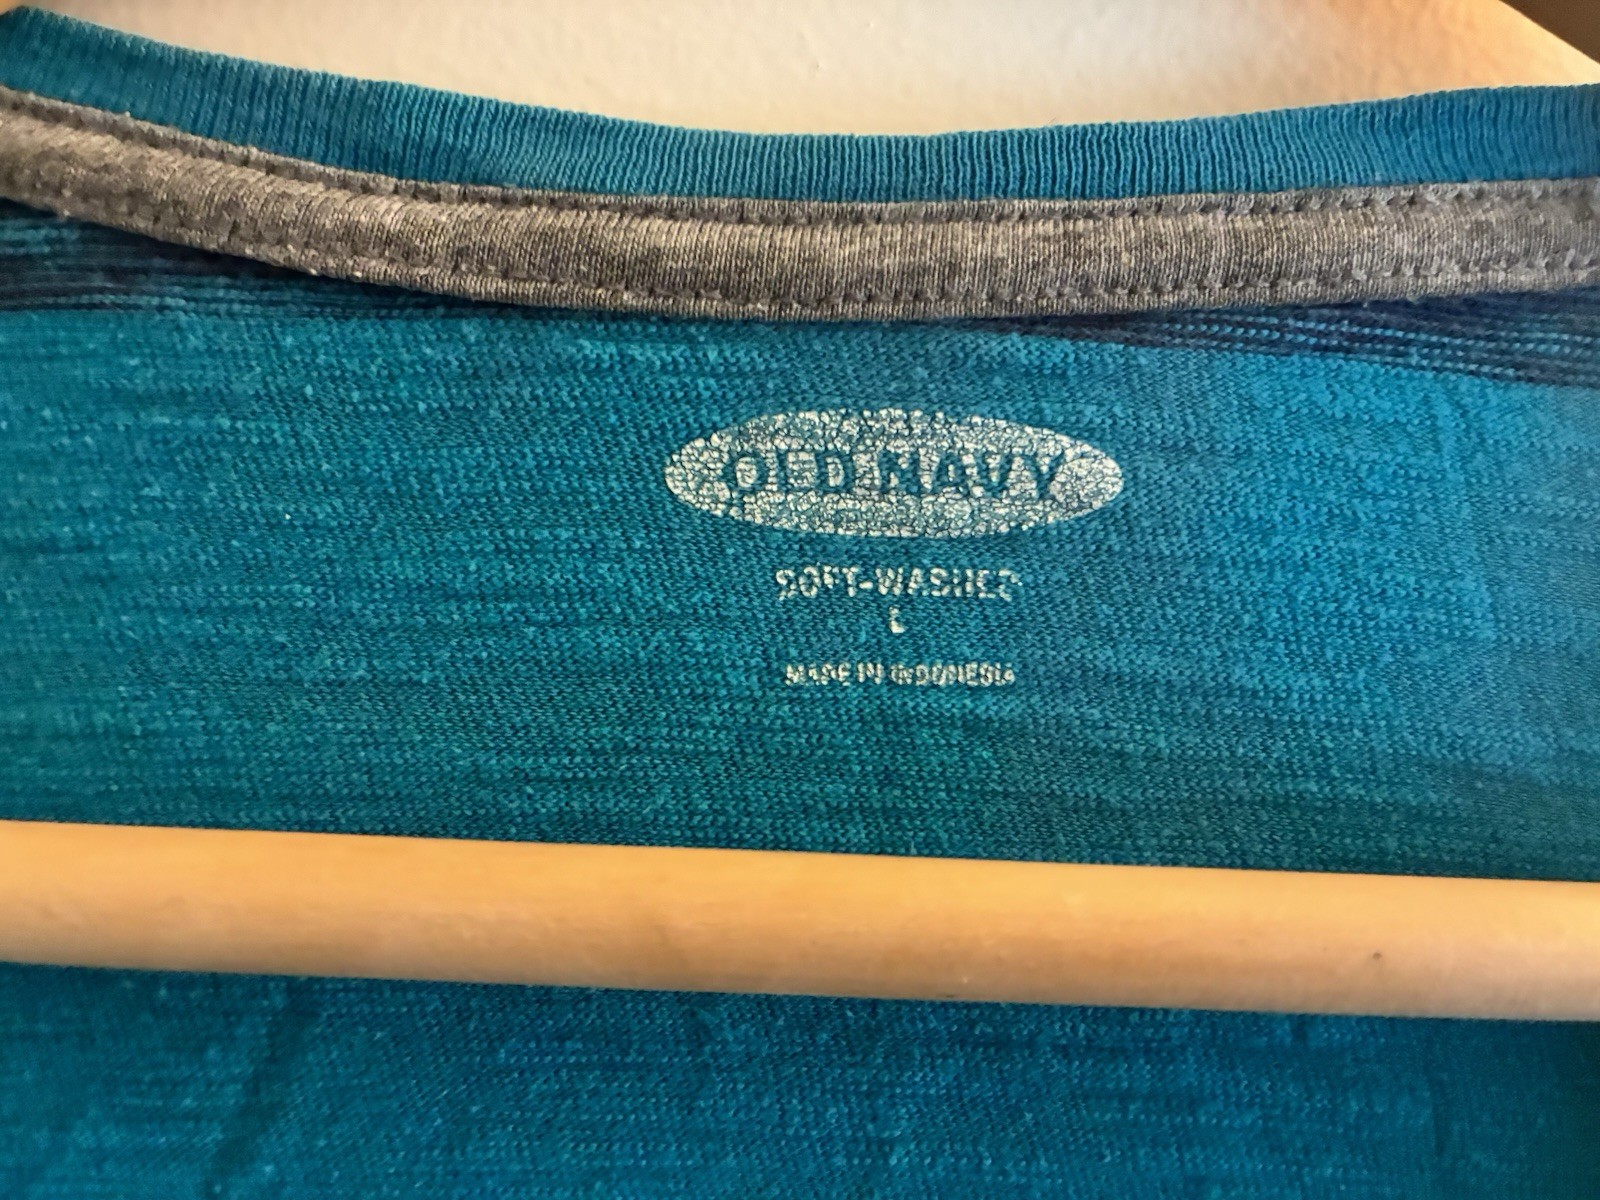 OLD NAVY
SOFT-WASHED
L
MADE IN INDONESIA